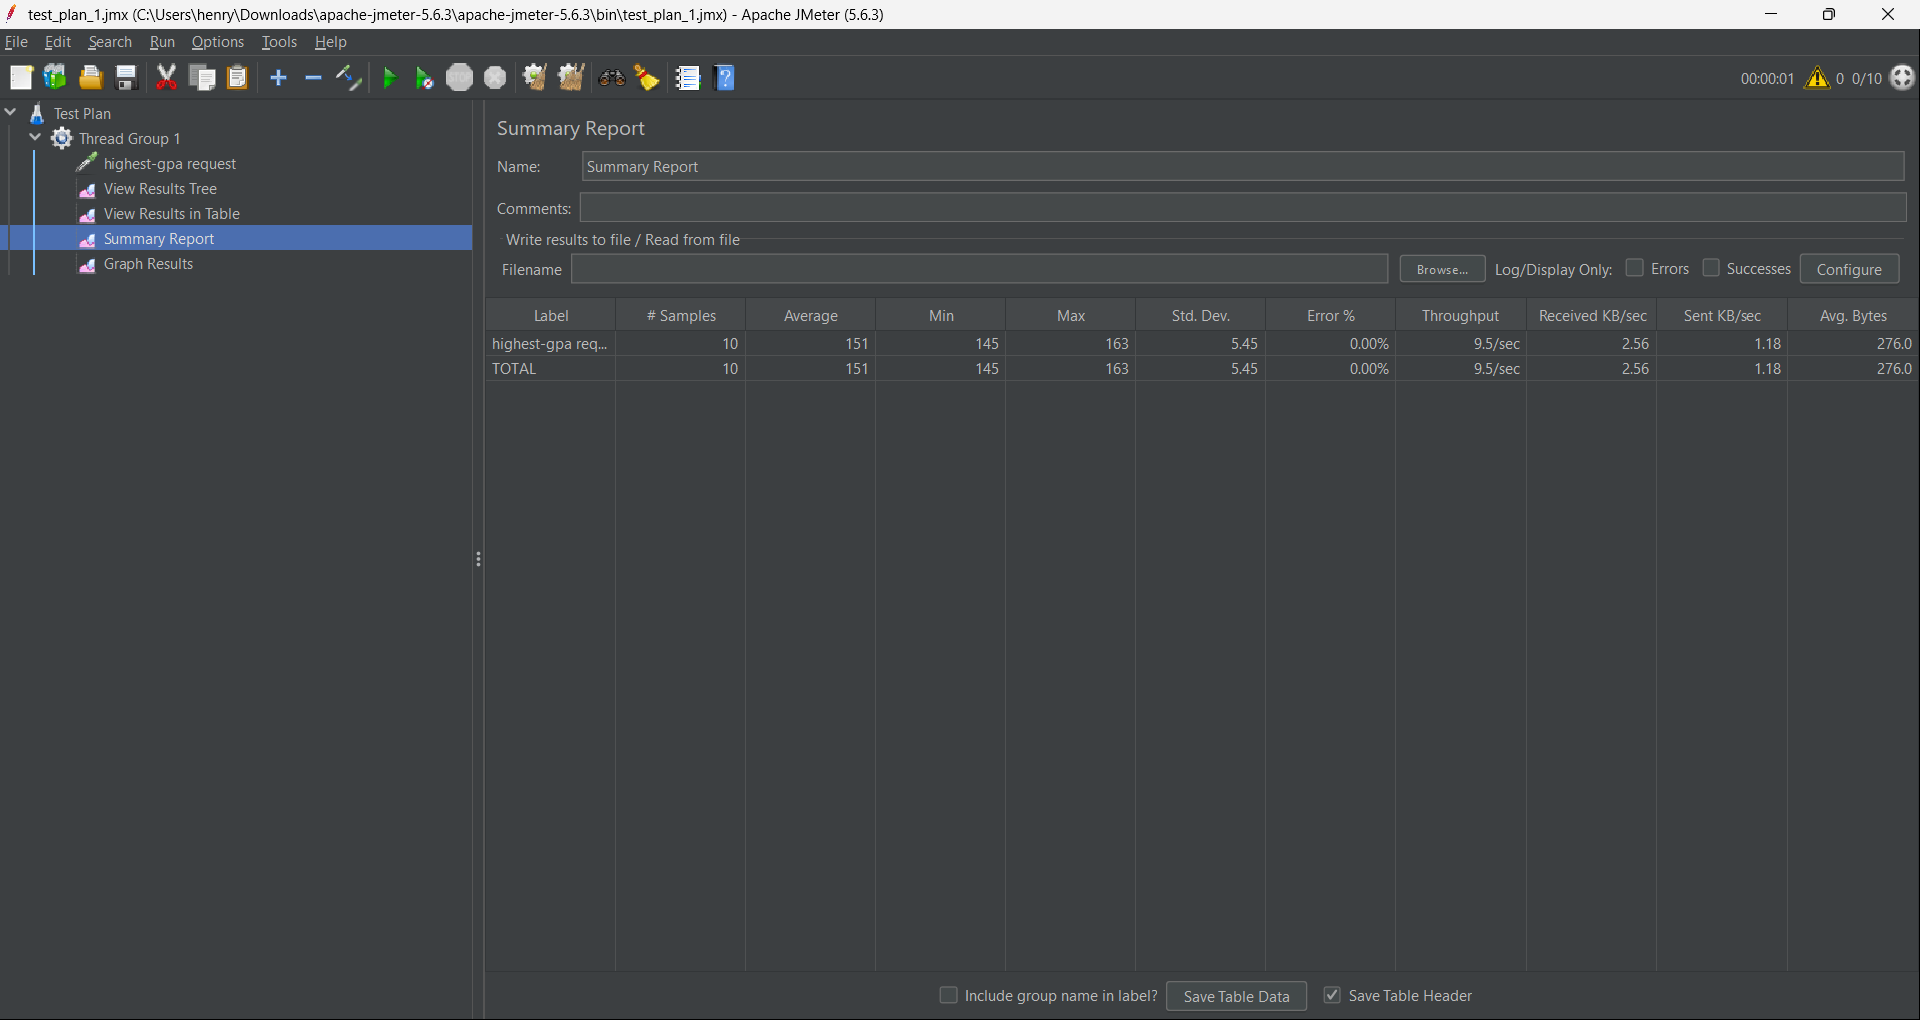 test_plan_1.jmx (C:\Users\henry\Downloads\apache-jmeter-5.6.3\apache-jmeter-5.6.3\bin\test_plan_1.jmx) - Apache JMeter (5.6.3)
File Edit Search Run Options Tools Help
STOP ? 00:00:01 0 0/10
Test Plan
Thread Group 1
highest-gpa request
View Results Tree
View Results in Table
Summary Report
Graph Results
Summary Report
Name: Summary Report
Comments:
Write results to file / Read from file
Filename Browse... Log/Display Only: Errors Successes Configure
Label # Samples Average Min Max Std. Dev. Error % Throughput Received KB/sec Sent KB/sec Avg. Bytes
highest-gpa req... 10 151 145 163 5.45 0.00% 9.5/sec 2.56 1.18 276.0
TOTAL 10 151 145 163 5.45 0.00% 9.5/sec 2.56 1.18 276.0
Include group name in label? Save Table Data Save Table Header